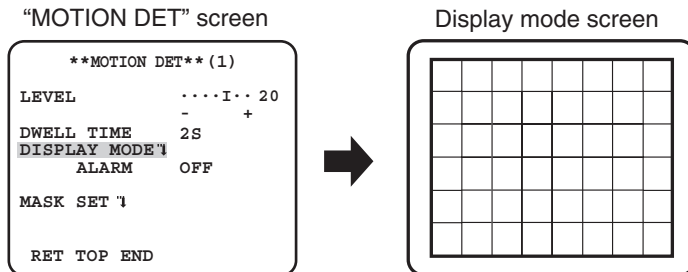 “MOTION DET” screen
**MOTION DET**(1)
LEVEL ····I·· 20
- +
DWELL TIME 2S
DISPLAY MODE
ALARM OFF
MASK SET
RET TOP END
Display mode screen